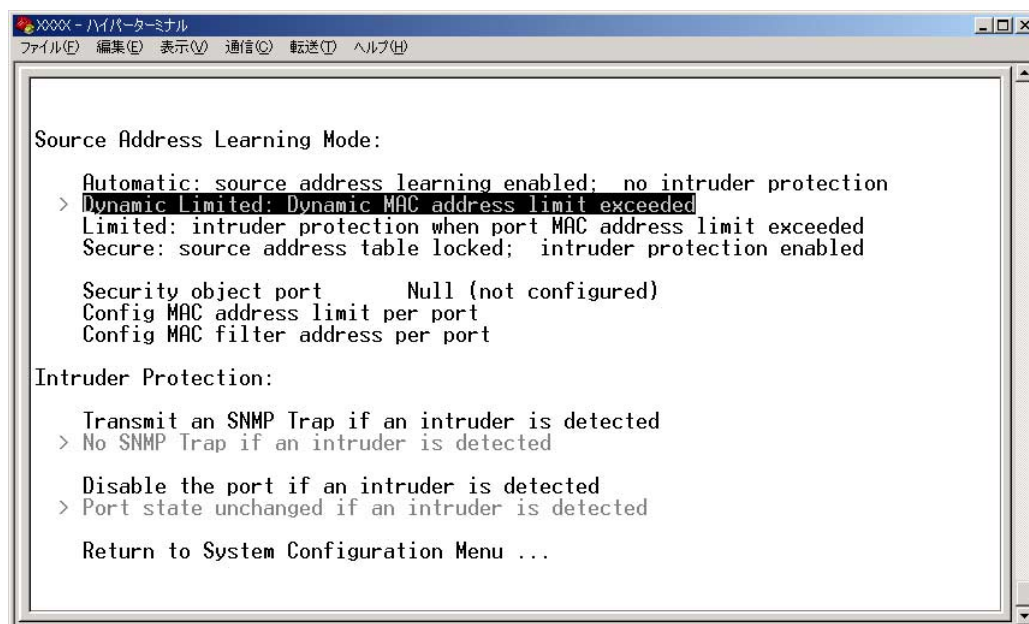 XXXX - ハイパーターミナル
ファイル(F) 編集(E) 表示(V) 通信(C) 転送(T) ヘルプ(H)
Source Address Learning Mode:
Automatic: source address learning enabled; no intruder protection
> Dynamic Limited: Dynamic MAC address limit exceeded
Limited: intruder protection when port MAC address limit exceeded
Secure: source address table locked; intruder protection enabled
Security object port Null (not configured)
Config MAC address limit per port
Config MAC filter address per port
Intruder Protection:
Transmit an SNMP Trap if an intruder is detected
> No SNMP Trap if an intruder is detected
Disable the port if an intruder is detected
> Port state unchanged if an intruder is detected
Return to System Configuration Menu ...